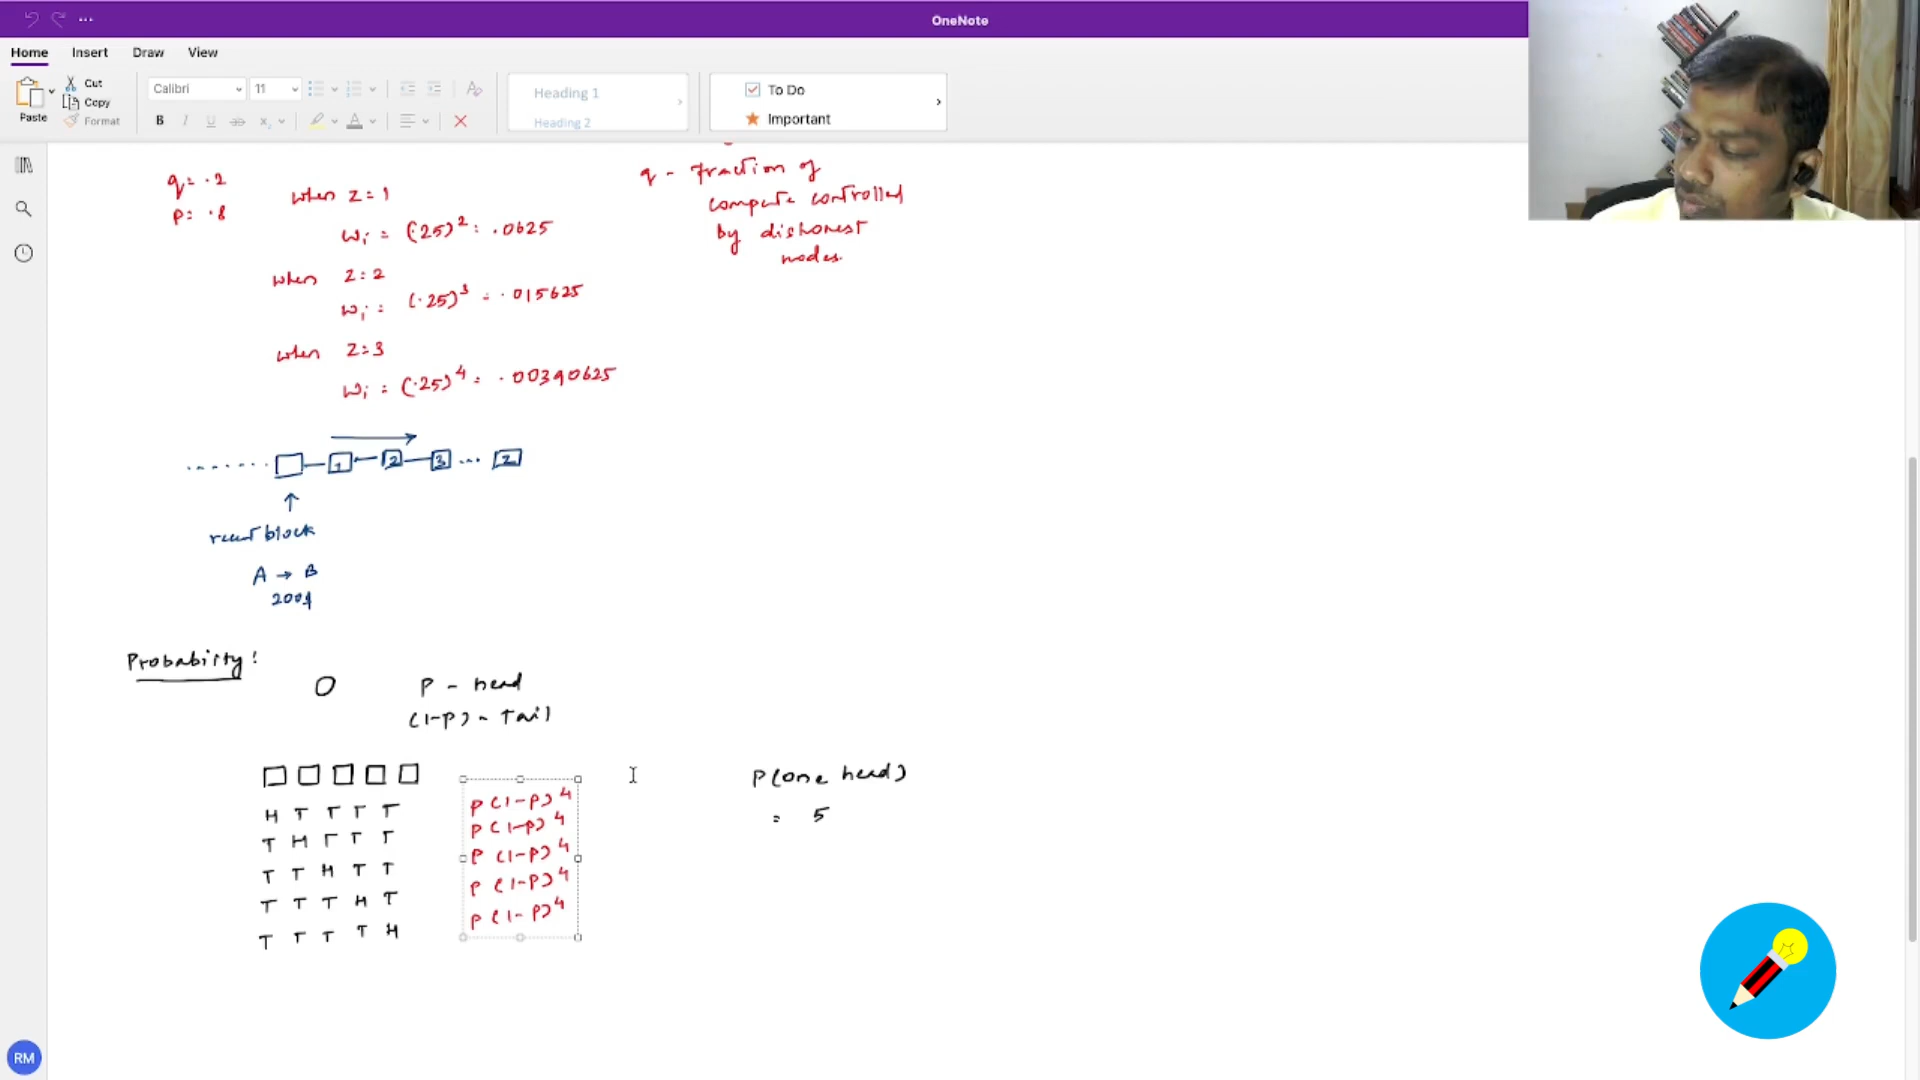 OneNote
Home Insert Draw View
Paste
Cut
Copy
Format
Calibri 11
B I U ab x₂ A
Heading 1
Heading 2
To Do
Important
q = .2
p = .8
when z = 1
Wᵢ = (.25)² = .0625
when z = 2
Wᵢ = (.25)³ = .015625
when z = 3
Wᵢ = (.25)⁴ = .00390625
q - fraction of
compute controlled
by dishonest
nodes.
1 2 3 ... z
recent block
A → B
200$
Probability:
P - head
(1-P) - tail
H T T T T
T H T T T
T T H T T
T T T H T
T T T T H
P(1-P)⁴
P(1-P)⁴
P(1-P)⁴
P(1-P)⁴
P(1-P)⁴
P(one head)
= 5
RM